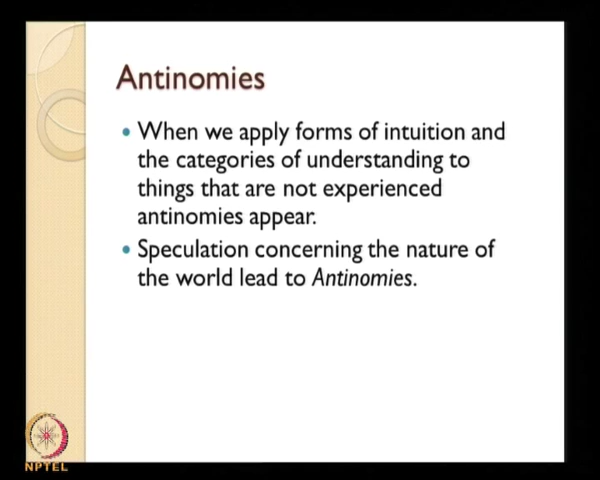 Antinomies
• When we apply forms of intuition and
the categories of understanding to
things that are not experienced
antinomies appear.
• Speculation concerning the nature of
the world lead to Antinomies.
NPTEL